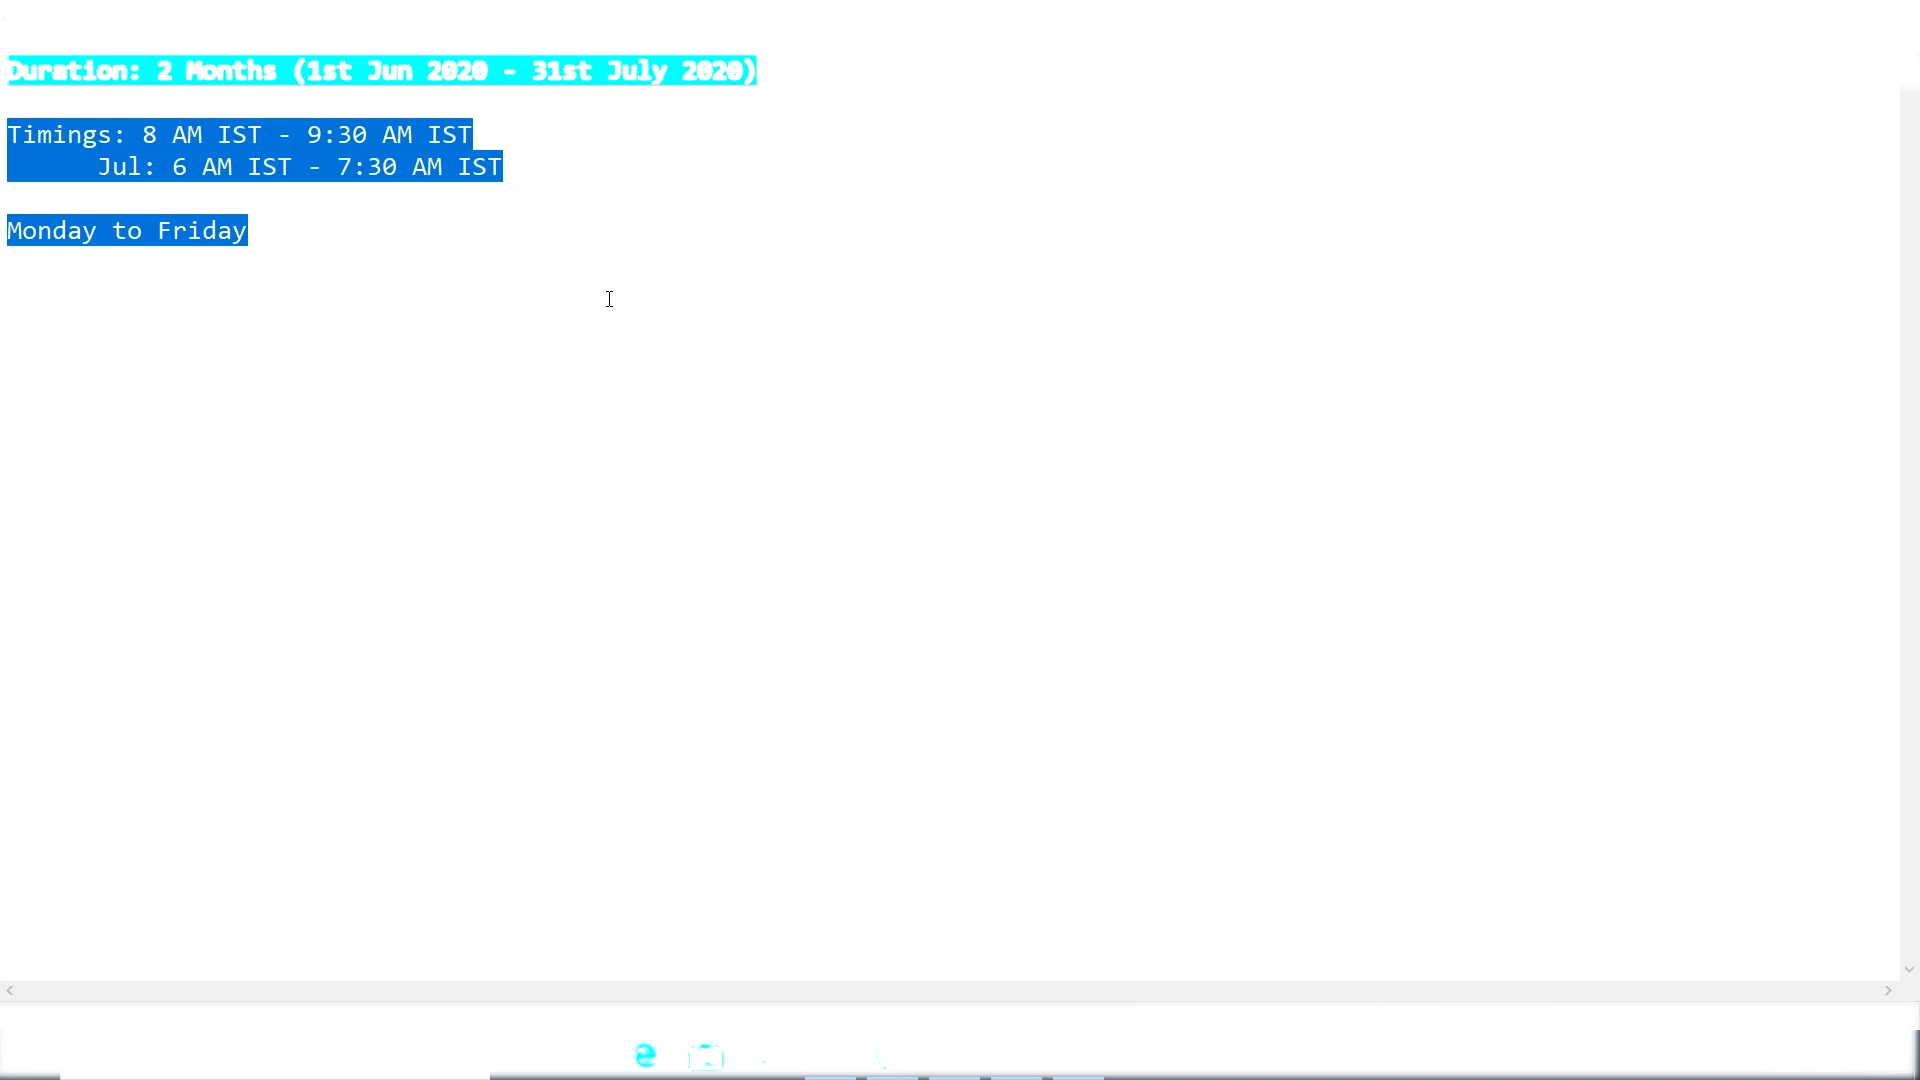 Duration: 2 Months (1st Jun 2020 - 31st July 2020)
Timings: 8 AM IST - 9:30 AM IST
Jul: 6 AM IST - 7:30 AM IST
Monday to Friday